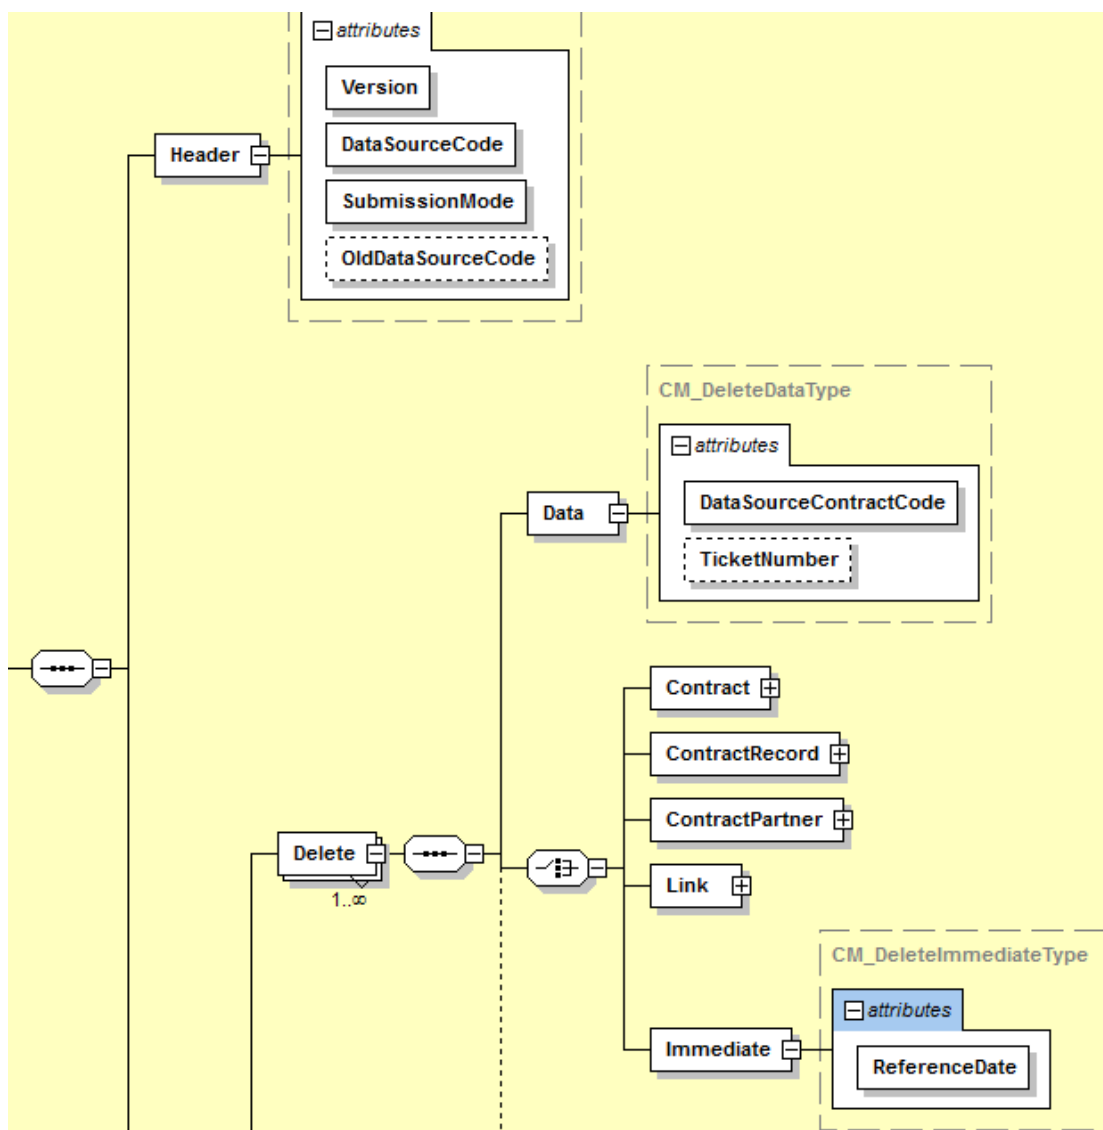 attributes
Version
DataSourceCode
Header
SubmissionMode
OldDataSourceCode
CM_DeleteDataType
attributes
DataSourceContractCode
Data
TicketNumber
Contract
ContractRecord
ContractPartner
Delete
1..∞
Link
CM_DeleteImmediateType
attributes
Immediate
ReferenceDate